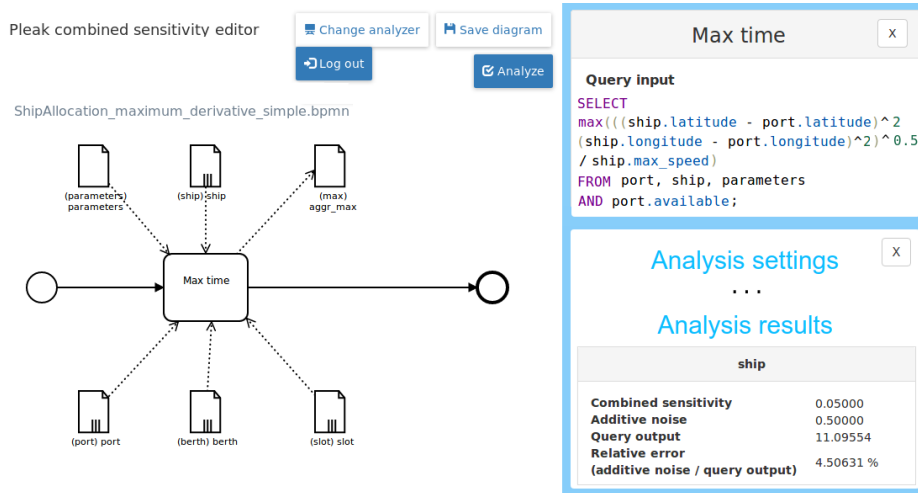 Pleak combined sensitivity editor
Change analyzer
Save diagram
Log out
Analyze
ShipAllocation_maximum_derivative_simple.bpmn
(parameters)
parameters
(ship) ship
(max)
aggr_max
Max time
(port) port
(berth) berth
(slot) slot
Max time
X
Query input
SELECT
max(((ship.latitude - port.latitude)^2
(ship.longitude - port.longitude)^2)^0.5
/ ship.max_speed)
FROM port, ship, parameters
AND port.available;
X
Analysis settings
...
Analysis results
ship
Combined sensitivity 0.05000
Additive noise 0.50000
Query output 11.09554
Relative error
(additive noise / query output) 4.50631 %